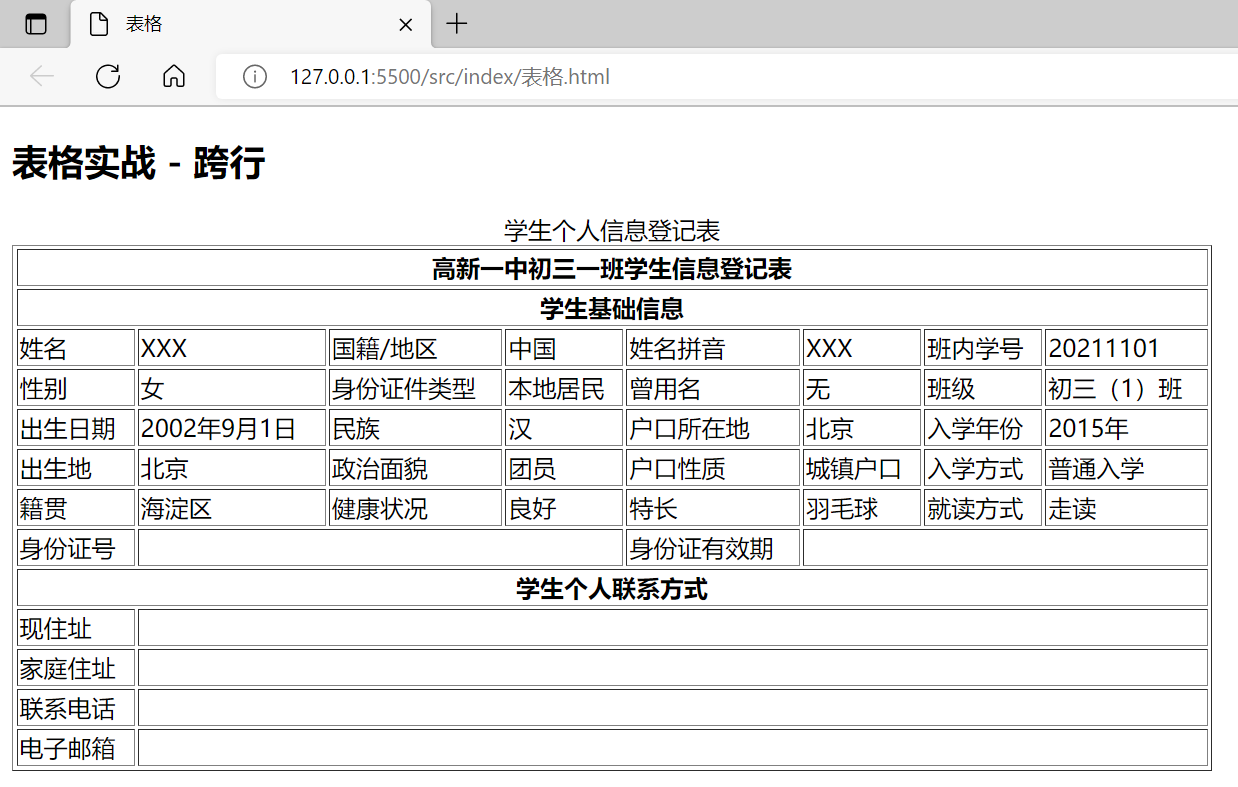 表格
127.0.0.1:5500/src/index/表格.html
表格实战 - 跨行
学生个人信息登记表
高新一中初三一班学生信息登记表
学生基础信息
姓名 XXX 国籍/地区 中国 姓名拼音 XXX 班内学号 20211101
性别 女 身份证件类型 本地居民 曾用名 无 班级 初三（1）班
出生日期 2002年9月1日 民族 汉 户口所在地 北京 入学年份 2015年
出生地 北京 政治面貌 团员 户口性质 城镇户口 入学方式 普通入学
籍贯 海淀区 健康状况 良好 特长 羽毛球 就读方式 走读
身份证号 身份证有效期
学生个人联系方式
现住址
家庭住址
联系电话
电子邮箱